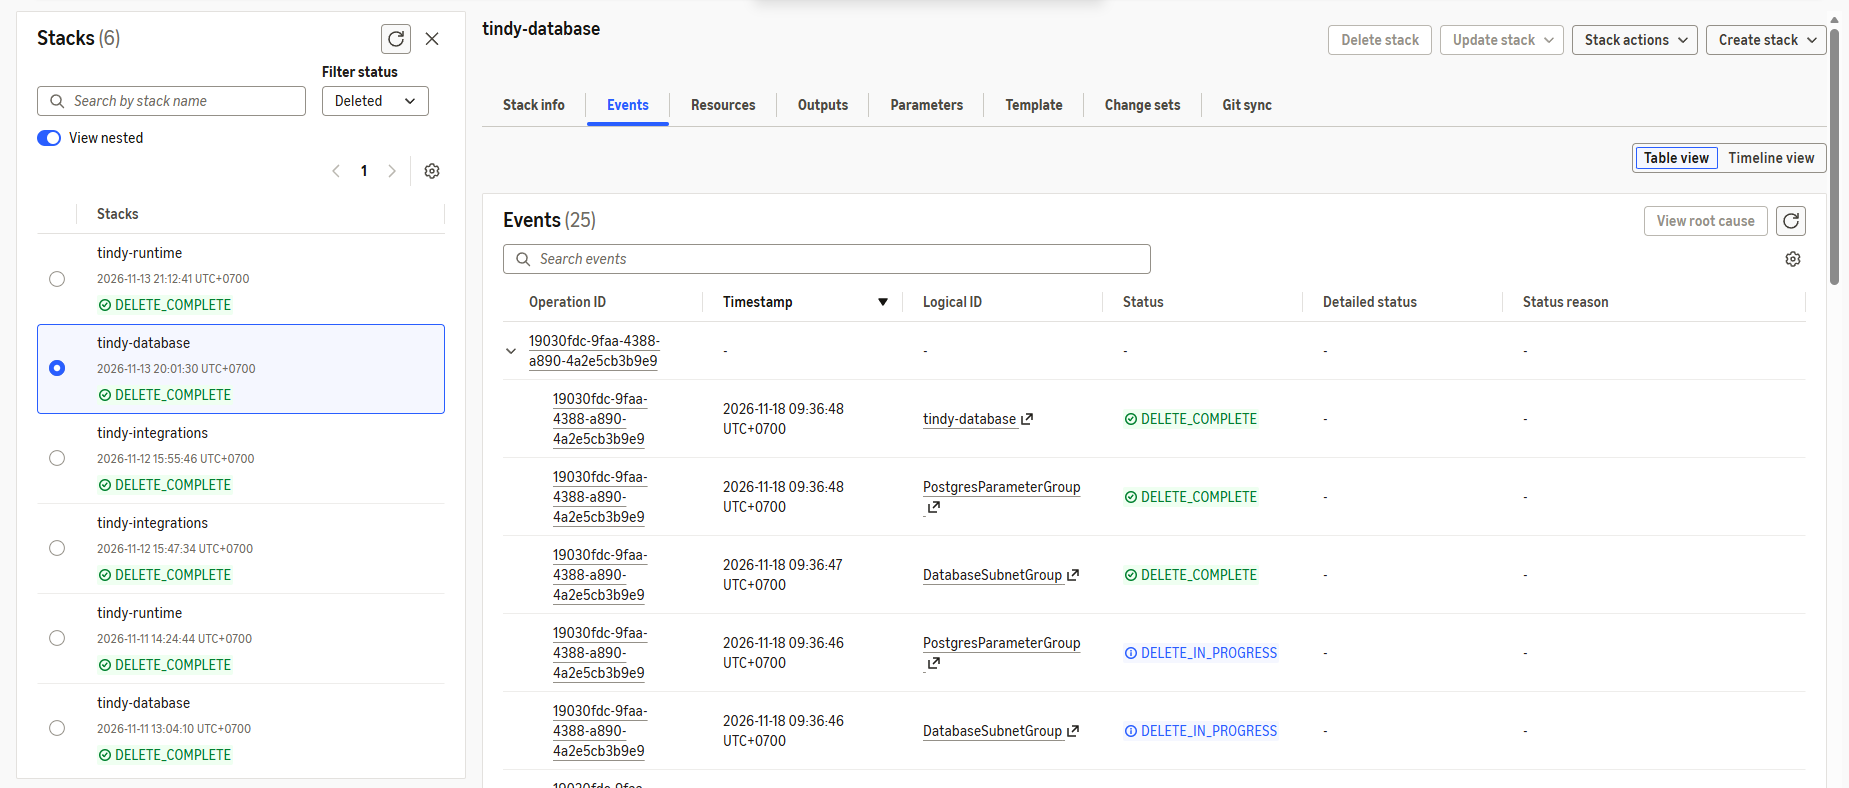 Stacks (6)
Filter status
Search by stack name
Deleted
View nested
1
Stacks
tindy-runtime
2026-11-13 21:12:41 UTC+0700
DELETE_COMPLETE
tindy-database
2026-11-13 20:01:30 UTC+0700
DELETE_COMPLETE
tindy-integrations
2026-11-12 15:55:46 UTC+0700
DELETE_COMPLETE
tindy-integrations
2026-11-12 15:47:34 UTC+0700
DELETE_COMPLETE
tindy-runtime
2026-11-11 14:24:44 UTC+0700
DELETE_COMPLETE
tindy-database
2026-11-11 13:04:10 UTC+0700
DELETE_COMPLETE
tindy-database
Delete stack Update stack Stack actions Create stack
Stack info Events Resources Outputs Parameters Template Change sets Git sync
Table view Timeline view
Events (25)
View root cause
Search events
Operation ID Timestamp Logical ID Status Detailed status Status reason
19030fdc-9faa-4388-
a890-4a2e5cb3b9e9
- - - - -
19030fdc-9faa-
4388-a890-
4a2e5cb3b9e9
2026-11-18 09:36:48
UTC+0700
tindy-database
DELETE_COMPLETE
- -
19030fdc-9faa-
4388-a890-
4a2e5cb3b9e9
2026-11-18 09:36:48
UTC+0700
PostgresParameterGroup
DELETE_COMPLETE
- -
19030fdc-9faa-
4388-a890-
4a2e5cb3b9e9
2026-11-18 09:36:47
UTC+0700
DatabaseSubnetGroup
DELETE_COMPLETE
- -
19030fdc-9faa-
4388-a890-
4a2e5cb3b9e9
2026-11-18 09:36:46
UTC+0700
PostgresParameterGroup
DELETE_IN_PROGRESS
- -
19030fdc-9faa-
4388-a890-
4a2e5cb3b9e9
2026-11-18 09:36:46
UTC+0700
DatabaseSubnetGroup
DELETE_IN_PROGRESS
- -